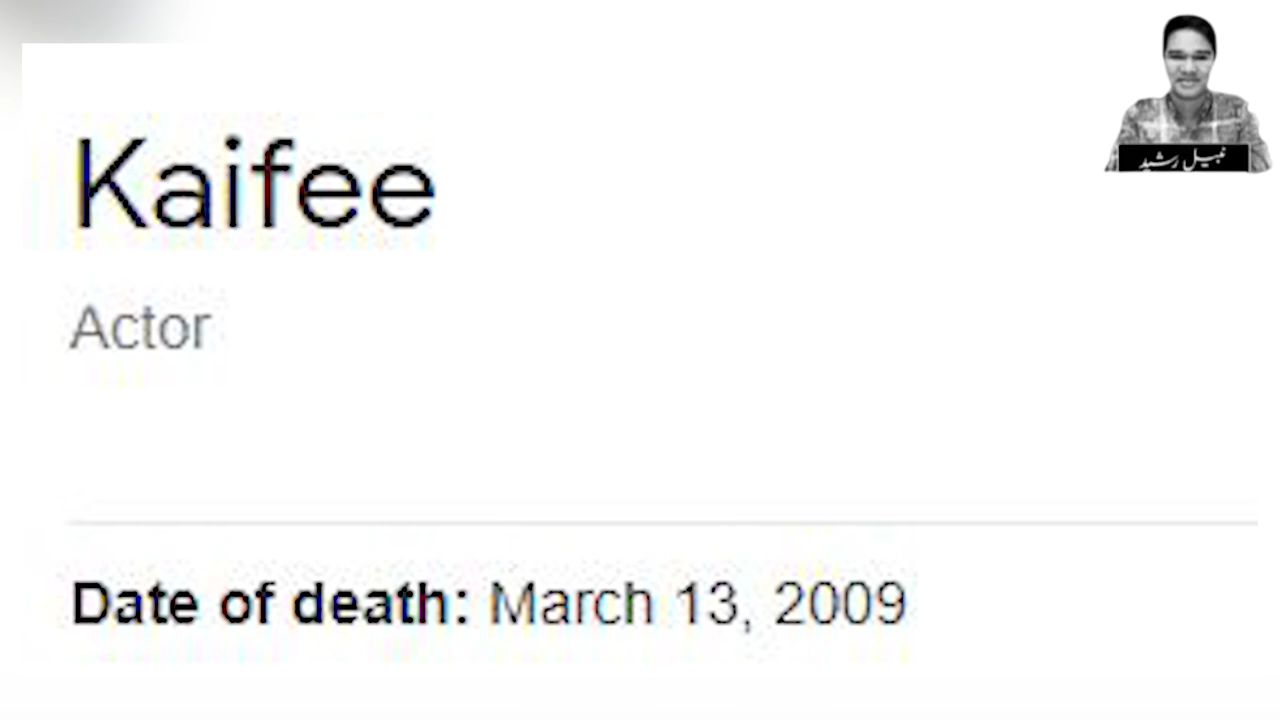 Kaifee
Actor
Date of death: March 13, 2009
نبیل رشید